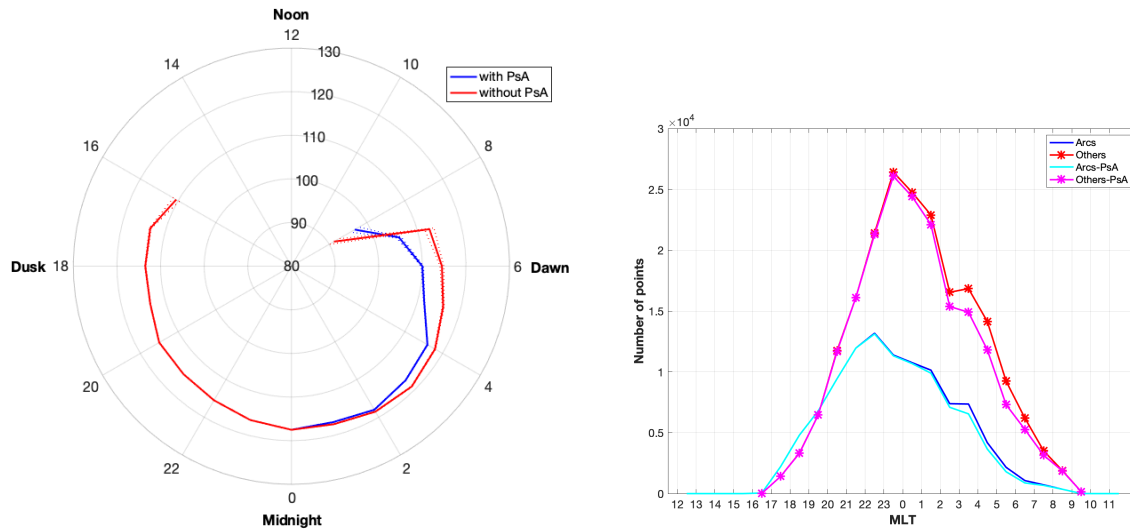 Noon
12
130
14
10
with PsA
without PsA
120
110
16
8
100
90
Dusk 18
80
6 Dawn
20
4
22
2
0
Midnight
×10^4
3
Arcs
Others
Arcs-PsA
Others-PsA
2.5
2
1.5
1
0.5
0
Number of points
12 13 14 15 16 17 18 19 20 21 22 23 0 1 2 3 4 5 6 7 8 9 10 11
MLT